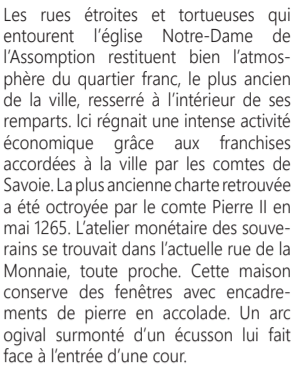 Les rues étroites et tortueuses qui
entourent l’église Notre-Dame de
l’Assomption restituent bien l’atmos-
phère du quartier franc, le plus ancien
de la ville, resserré à l’intérieur de ses
remparts. Ici régnait une intense activité
économique grâce aux franchises
accordées à la ville par les comtes de
Savoie. La plus ancienne charte retrouvée
a été octroyée par le comte Pierre II en
mai 1265. L’atelier monétaire des souve-
rains se trouvait dans l’actuelle rue de la
Monnaie, toute proche. Cette maison
conserve des fenêtres avec encadre-
ments de pierre en accolade. Un arc
ogival surmonté d’un écusson lui fait
face à l’entrée d’une cour.